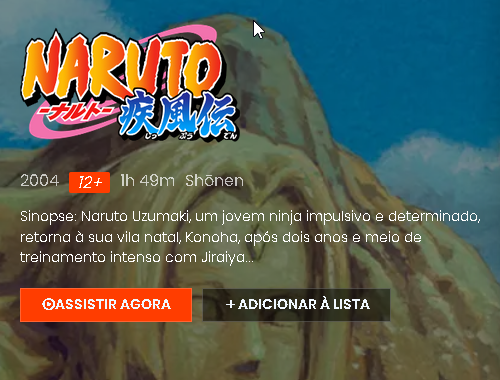 NARUTO
-ナルト-
疾風伝
しっ ぷう でん
2004 12+ 1h 49m Shōnen
Sinopse: Naruto Uzumaki, um jovem ninja impulsivo e determinado,
retorna à sua vila natal, Konoha, após dois anos e meio de
treinamento intenso com Jiraiya...
ASSISTIR AGORA + ADICIONAR À LISTA